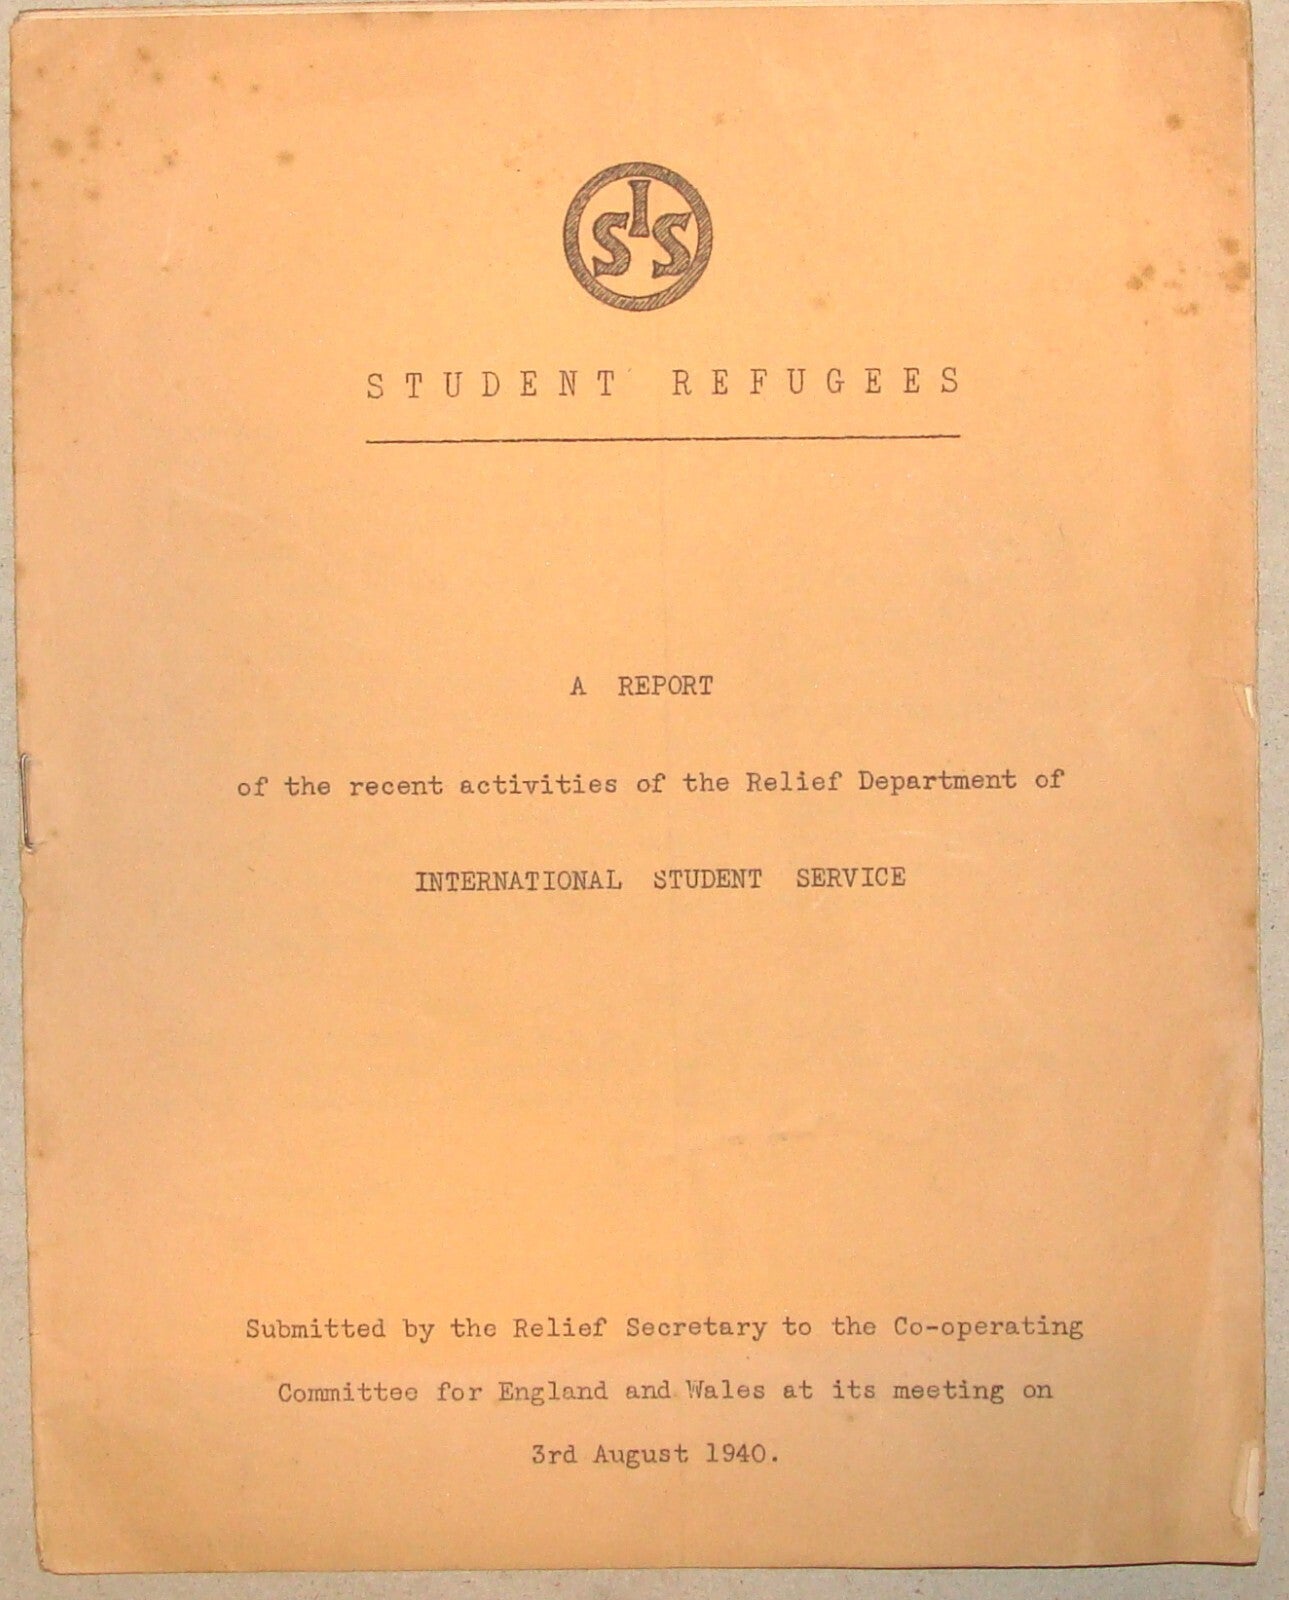 ISS
STUDENT REFUGEES
A REPORT
of the recent activities of the Relief Department of
INTERNATIONAL STUDENT SERVICE
Submitted by the Relief Secretary to the Co-operating
Committee for England and Wales at its meeting on
3rd August 1940.